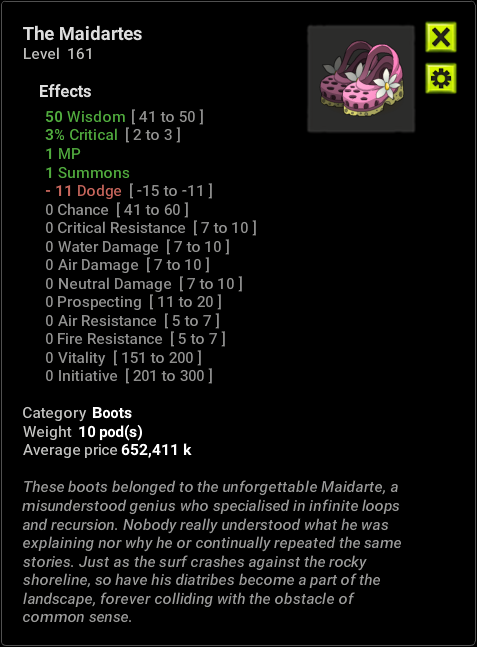 The Maidartes
Level 161
Effects
50 Wisdom [ 41 to 50 ]
3% Critical [ 2 to 3 ]
1 MP
1 Summons
- 11 Dodge [ -15 to -11 ]
0 Chance [ 41 to 60 ]
0 Critical Resistance [ 7 to 10 ]
0 Water Damage [ 7 to 10 ]
0 Air Damage [ 7 to 10 ]
0 Neutral Damage [ 7 to 10 ]
0 Prospecting [ 11 to 20 ]
0 Air Resistance [ 5 to 7 ]
0 Fire Resistance [ 5 to 7 ]
0 Vitality [ 151 to 200 ]
0 Initiative [ 201 to 300 ]
Category Boots
Weight 10 pod(s)
Average price 652,411 k
These boots belonged to the unforgettable Maidarte, a
misunderstood genius who specialised in infinite loops
and recursion. Nobody really understood what he was
explaining nor why he or continually repeated the same
stories. Just as the surf crashes against the rocky
shoreline, so have his diatribes become a part of the
landscape, forever colliding with the obstacle of
common sense.